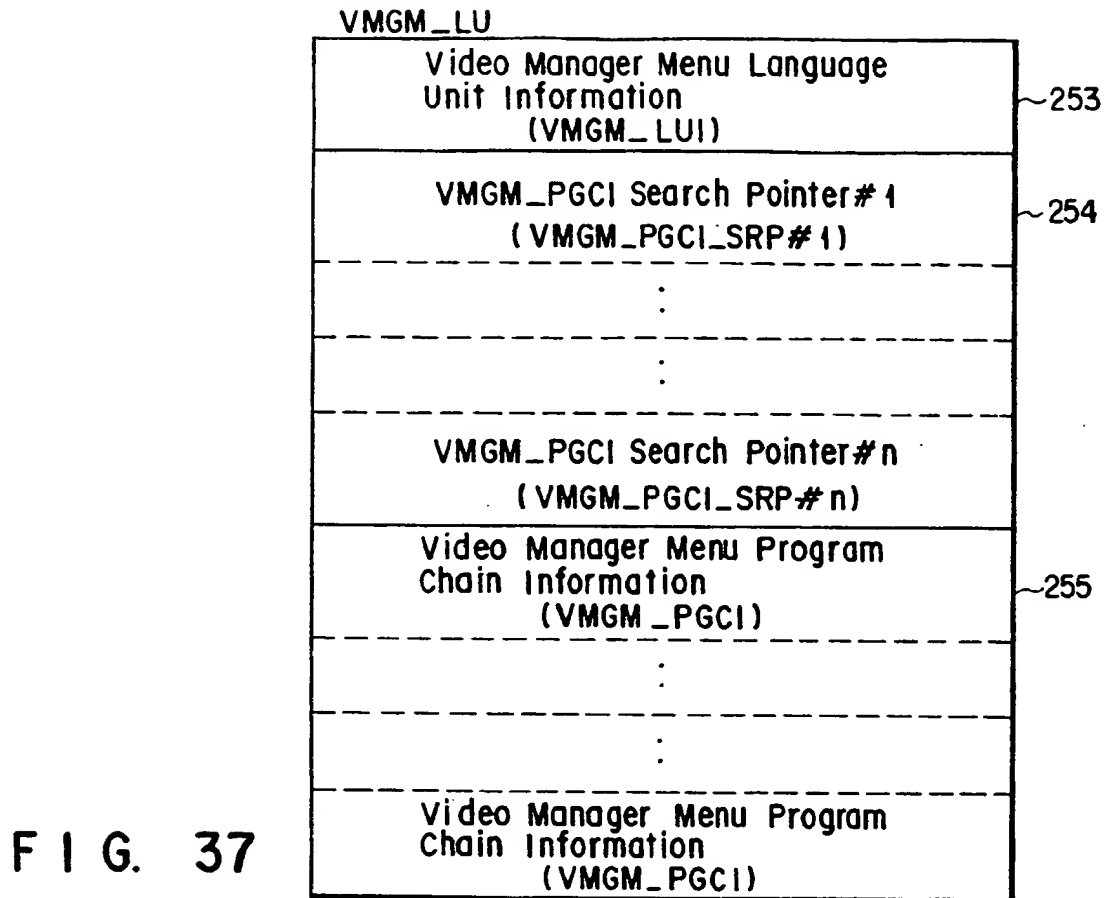 VMGM_LU
Video Manager Menu Language
Unit Information
(VMGM_LUI)
253
VMGM_PGCI Search Pointer#1
(VMGM_PGCI_SRP#1)
254
VMGM_PGCI Search Pointer#n
(VMGM_PGCI_SRP#n)
Video Manager Menu Program
Chain Information
(VMGM_PGCI)
255
Video Manager Menu Program
Chain Information
(VMGM_PGCI)
FIG. 37